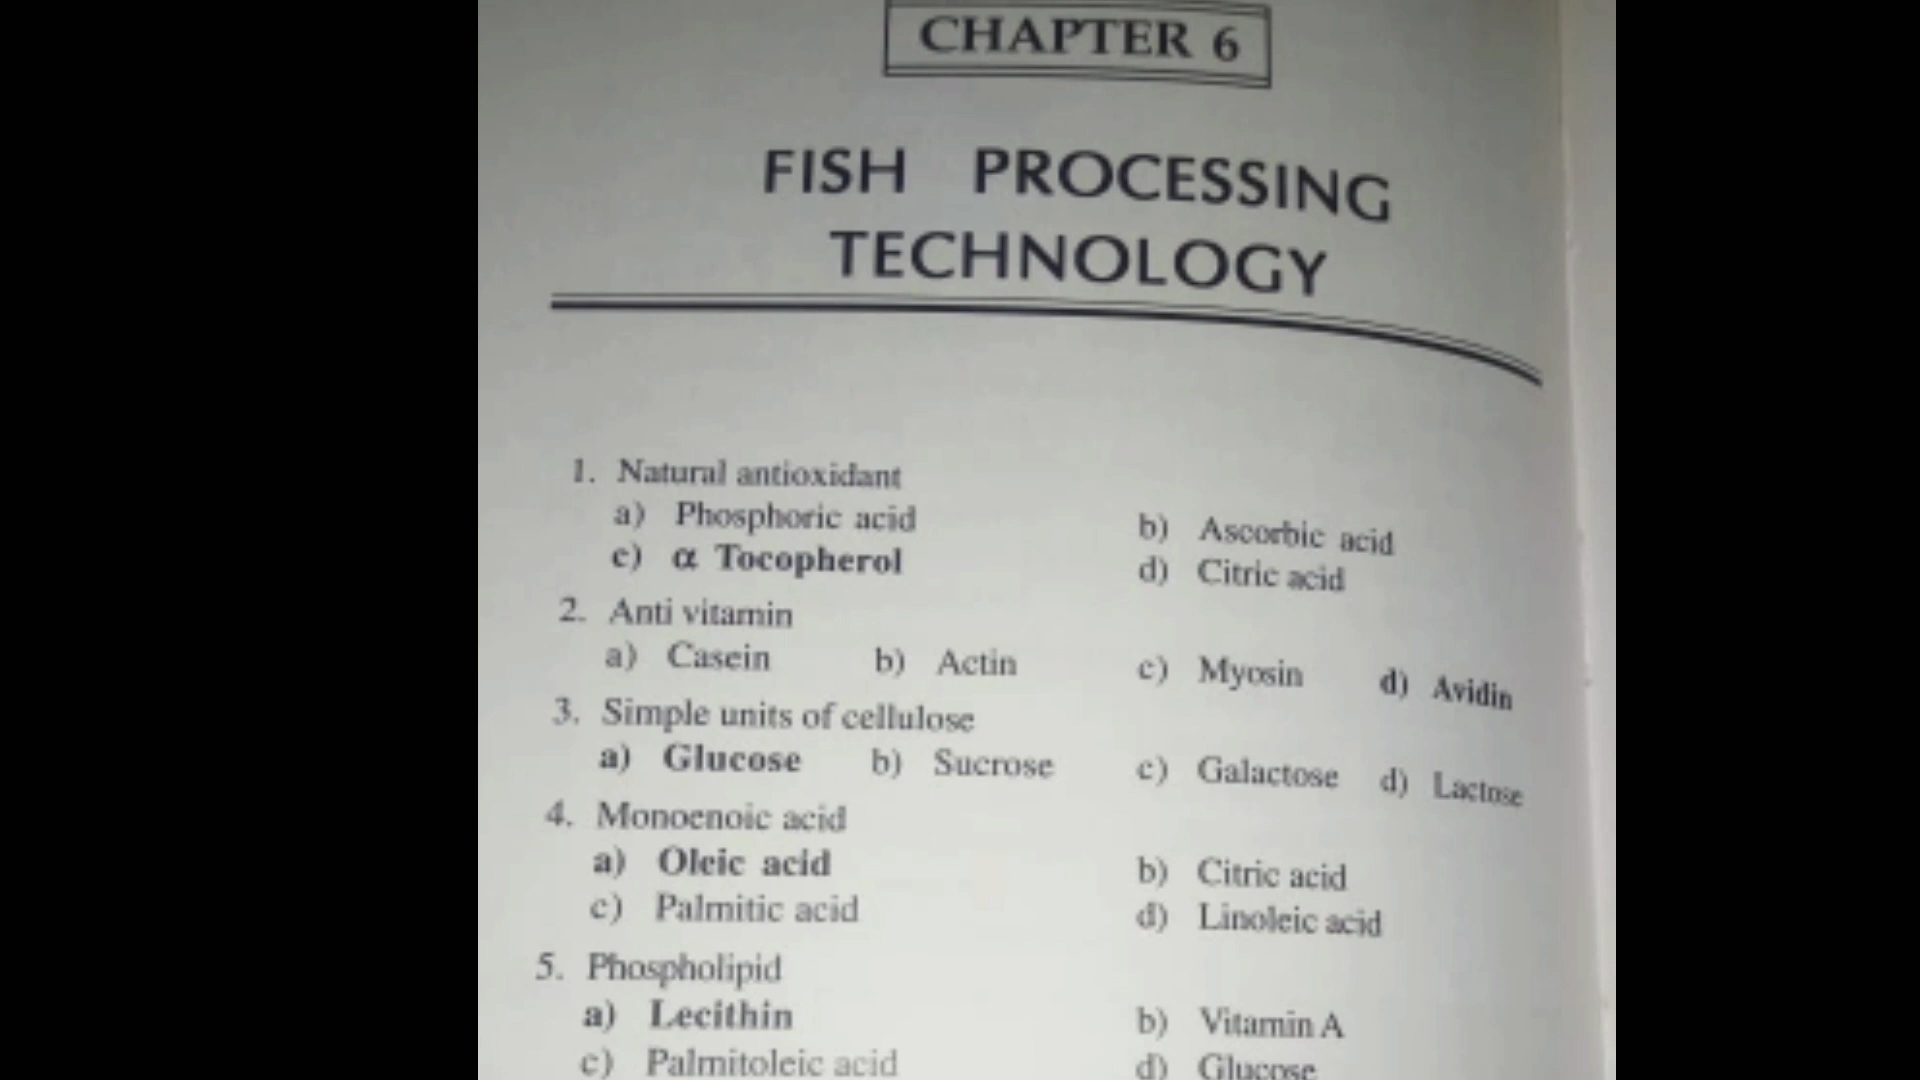 CHAPTER 6
FISH PROCESSING
TECHNOLOGY
1. Natural antioxidant
a) Phosphoric acid b) Ascorbic acid
c) α Tocopherol d) Citric acid
2. Anti vitamin
a) Casein b) Actin c) Myosin d) Avidin
3. Simple units of cellulose
a) Glucose b) Sucrose c) Galactose d) Lactose
4. Monoenoic acid
a) Oleic acid b) Citric acid
c) Palmitic acid d) Linoleic acid
5. Phospholipid
a) Lecithin b) Vitamin A
c) Palmitoleic acid d) Glucose